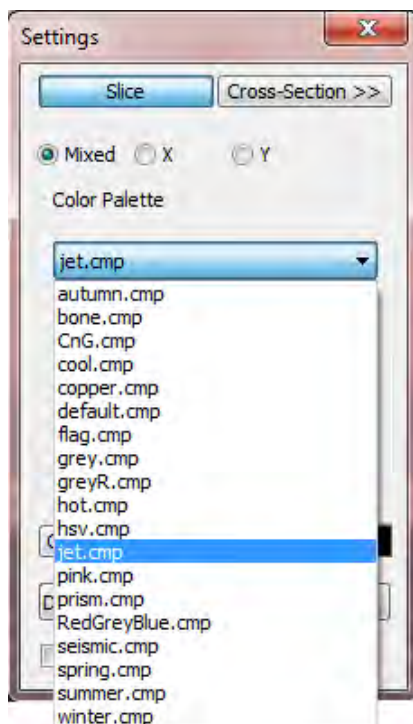 Settings
x
Slice Cross-Section >>
Mixed X Y
Color Palette
jet.cmp
autumn.cmp
bone.cmp
CnG.cmp
cool.cmp
copper.cmp
default.cmp
flag.cmp
grey.cmp
greyR.cmp
hot.cmp
hsv.cmp
jet.cmp
pink.cmp
prism.cmp
RedGreyBlue.cmp
seismic.cmp
spring.cmp
summer.cmp
winter.cmp